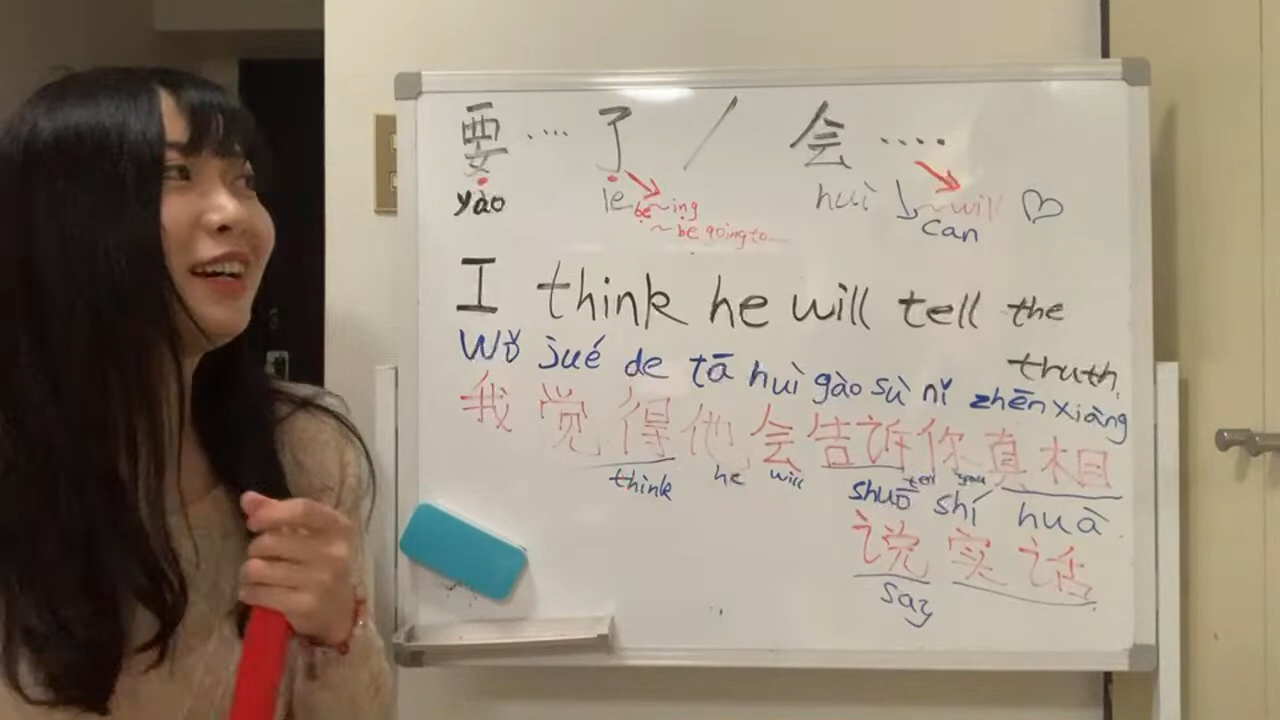 要 .... 了 / 会 ....
yào le be~ing huì ~will ♡
~be going to... can
I think he will tell the
truth.
Wǒ jué de tā huì gào sù nǐ zhēn xiàng
我觉得他会告诉你真相
think he will tell you
shuō shí huà
说实话
say